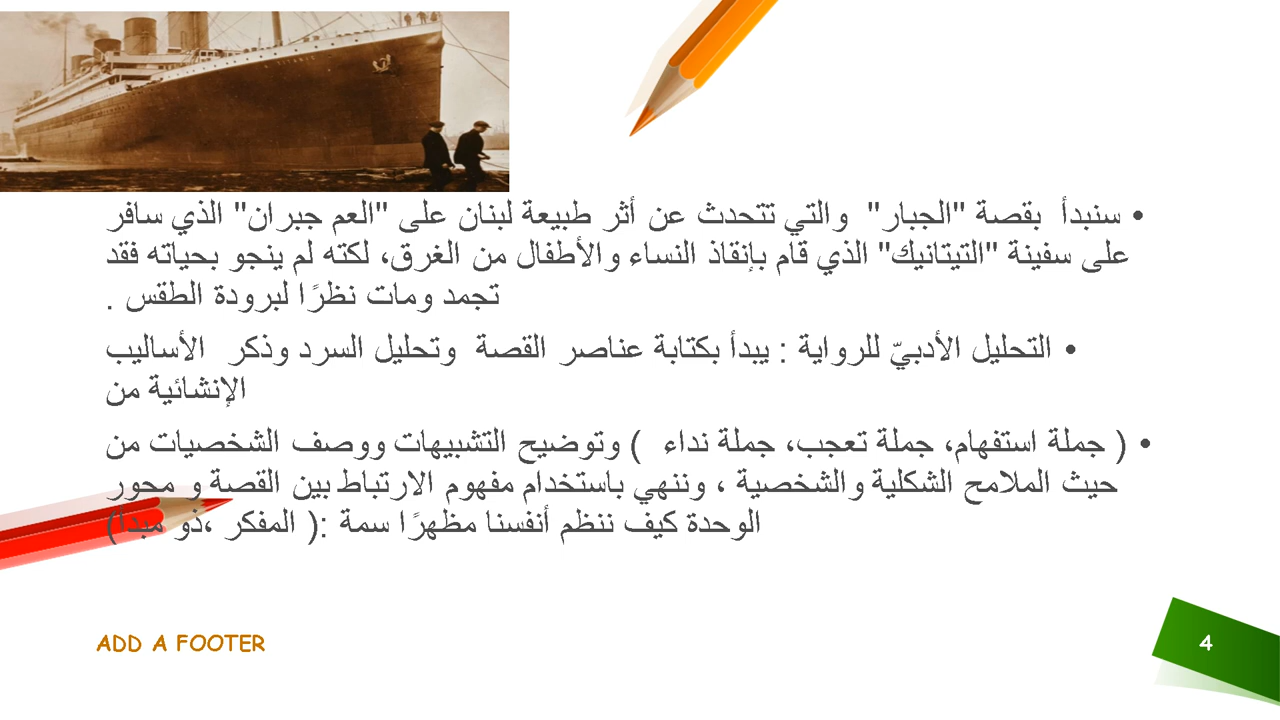 • سنبدأ بقصة "الجبار" والتي تتحدث عن أثر طبيعة لبنان على "العم جبران" الذي سافر
على سفينة "التيتانيك" الذي قام بإنقاذ النساء والأطفال من الغرق، لكته لم ينجو بحياته فقد
تجمد ومات نظرًا لبرودة الطقس .
• التحليل الأدبيّ للرواية : يبدأ بكتابة عناصر القصة وتحليل السرد وذكر الأساليب
الإنشائية من
• ( جملة استفهام، جملة تعجب، جملة نداء ) وتوضيح التشبيهات ووصف الشخصيات من
حيث الملامح الشكلية والشخصية ، وننهي باستخدام مفهوم الارتباط بين القصة و محور
الوحدة كيف ننظم أنفسنا مظهرًا سمة :( المفكر ،ذو مبدأ)
ADD A FOOTER
4